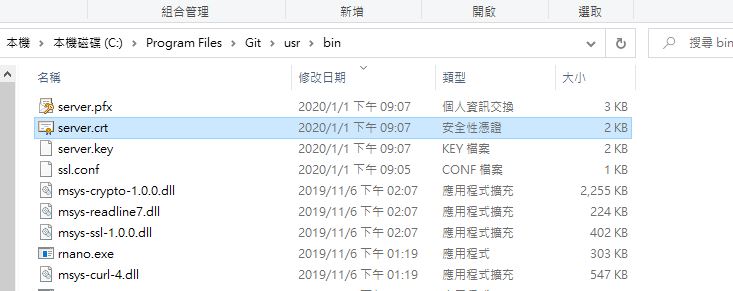 組合管理 新增 開啟 選取
本機 本機磁碟 (C:) Program Files Git usr bin 搜尋 bin
名稱 修改日期 類型 大小
server.pfx 2020/1/1 下午 09:07 個人資訊交換 3 KB
server.crt 2020/1/1 下午 09:07 安全性憑證 2 KB
server.key 2020/1/1 下午 09:07 KEY 檔案 2 KB
ssl.conf 2020/1/1 下午 09:05 CONF 檔案 1 KB
msys-crypto-1.0.0.dll 2019/11/6 下午 02:07 應用程式擴充 2,255 KB
msys-readline7.dll 2019/11/6 下午 02:07 應用程式擴充 224 KB
msys-ssl-1.0.0.dll 2019/11/6 下午 02:07 應用程式擴充 402 KB
rnano.exe 2019/11/6 下午 01:19 應用程式 303 KB
msys-curl-4.dll 2019/11/6 下午 01:19 應用程式擴充 547 KB